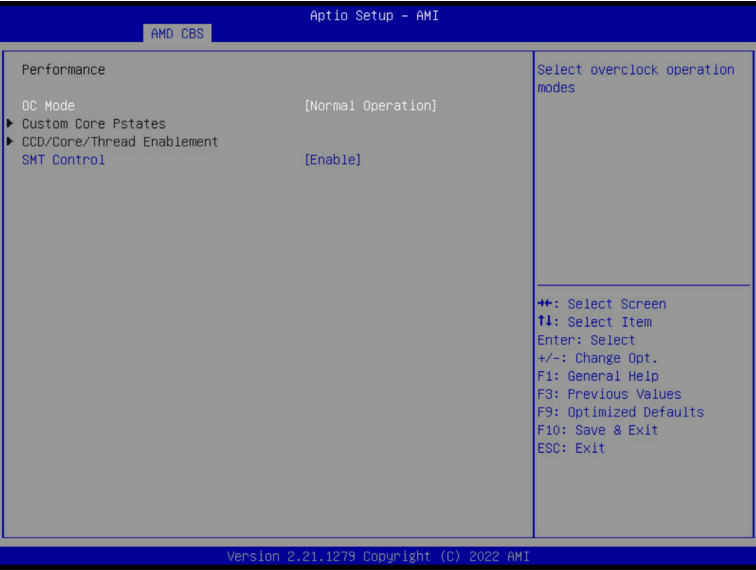 Aptio Setup – AMI
AMD CBS
Performance
OC Mode [Normal Operation]
Custom Core Pstates
CCD/Core/Thread Enablement
SMT Control [Enable]
Select overclock operation
modes
→←: Select Screen
↑↓: Select Item
Enter: Select
+/-: Change Opt.
F1: General Help
F3: Previous Values
F9: Optimized Defaults
F10: Save & Exit
ESC: Exit
Version 2.21.1279 Copyright (C) 2022 AMI